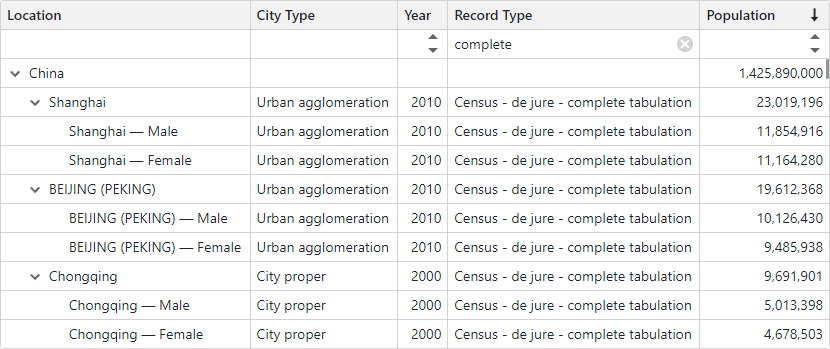 Location City Type Year Record Type Population
complete
China 1,425,890,000
Shanghai Urban agglomeration 2010 Census - de jure - complete tabulation 23,019,196
Shanghai — Male Urban agglomeration 2010 Census - de jure - complete tabulation 11,854,916
Shanghai — Female Urban agglomeration 2010 Census - de jure - complete tabulation 11,164,280
BEIJING (PEKING) Urban agglomeration 2010 Census - de jure - complete tabulation 19,612,368
BEIJING (PEKING) — Male Urban agglomeration 2010 Census - de jure - complete tabulation 10,126,430
BEIJING (PEKING) — Female Urban agglomeration 2010 Census - de jure - complete tabulation 9,485,938
Chongqing City proper 2000 Census - de jure - complete tabulation 9,691,901
Chongqing — Male City proper 2000 Census - de jure - complete tabulation 5,013,398
Chongqing — Female City proper 2000 Census - de jure - complete tabulation 4,678,503